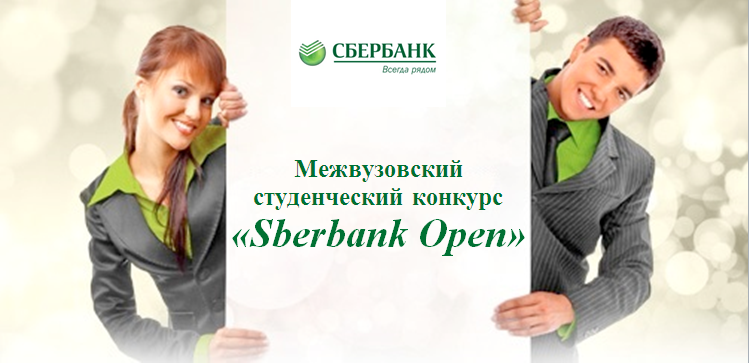 СБЕРБАНК
Всегда рядом
Межвузовский
студенческий конкурс
«Sberbank Open»